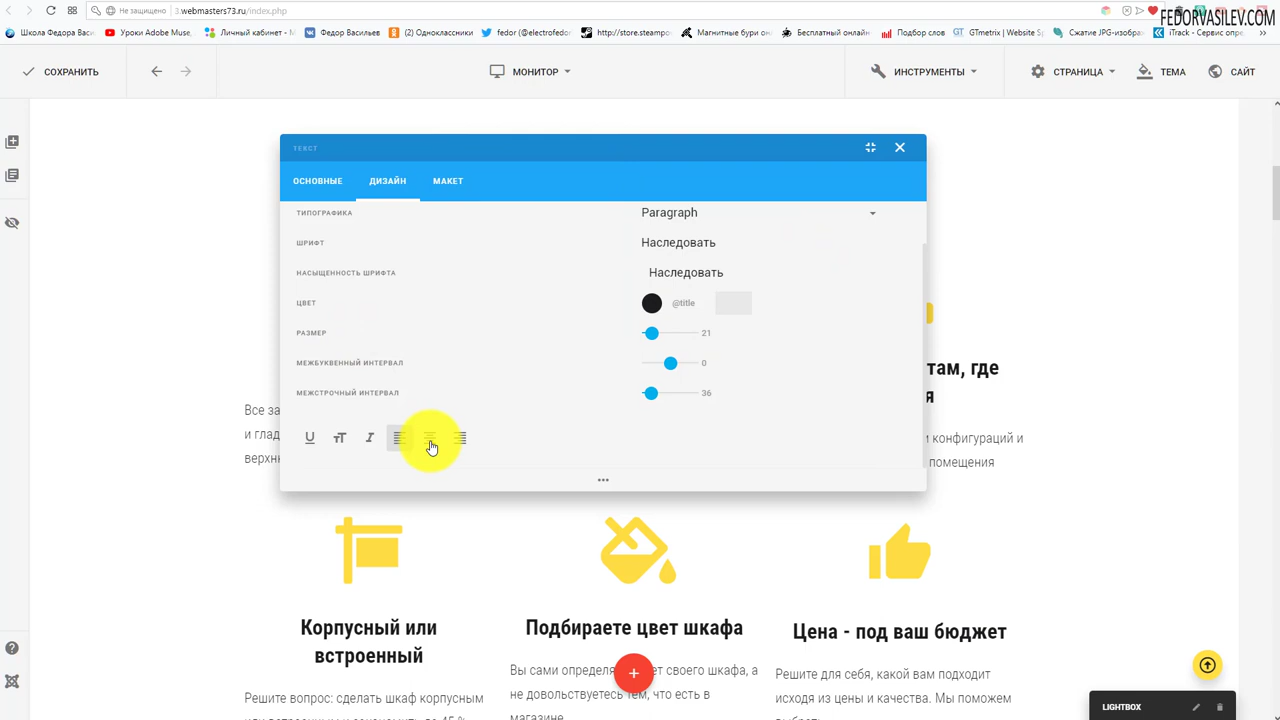 Не защищено
3.webmasters73.ru/index.php
FEDORVASILEV.COM
Школа Федора Васи
Уроки Adobe Muse,
Личный кабинет - М
Федор Васильев
(2) Одноклассники
fedor (@electrofedor
http://store.steampo
Магнитные бури он
Бесплатный онлайн
Подбор слов
GTmetrix | Website Sp
Сжатие JPG-изображ
iTrack - Сервис опре,
СОХРАНИТЬ
МОНИТОР
ИНСТРУМЕНТЫ
СТРАНИЦА
ТЕМА
САЙТ
ТЕКСТ
ОСНОВНЫЕ
ДИЗАЙН
МАКЕТ
ТИПОГРАФИКА
Paragraph
ШРИФТ
Наследовать
НАСЫЩЕННОСТЬ ШРИФТА
Наследовать
ЦВЕТ
@title
РАЗМЕР
21
МЕЖБУКВЕННЫЙ ИНТЕРВАЛ
0
МЕЖСТРОЧНЫЙ ИНТЕРВАЛ
36
там, где
я
Все за
и глад
верхн
конфигураций и
помещения
Корпусный или
встроенный
Подбираете цвет шкафа
Цена - под ваш бюджет
Решите вопрос: сделать шкаф корпусным
Вы сами определя ет своего шкафа, а
не довольствуетесь тем, что есть в
магазине
Решите для себя, какой вам подходит
исходя из цены и качества. Мы поможем
LIGHTBOX